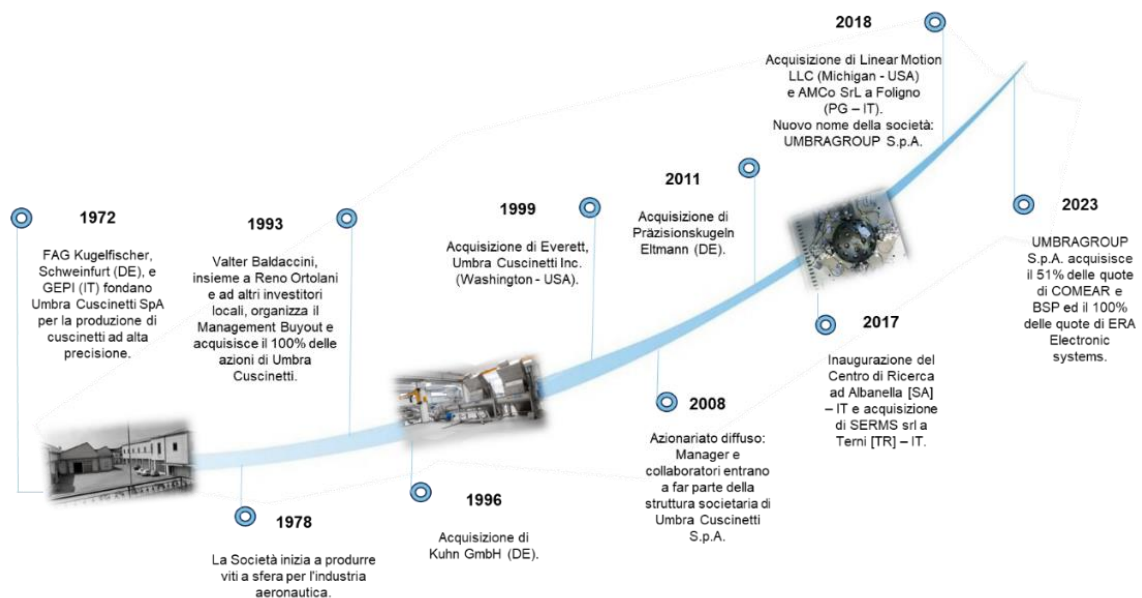 1972
FAG Kugelfischer,
Schweinfurt (DE), e
GEPI (IT) fondano
Umbra Cuscinetti SpA
per la produzione di
cuscinetti ad alta
precisione.
1978
La Società inizia a produrre
viti a sfera per l'industria
aeronautica.
1993
Valter Baldaccini,
insieme a Reno Ortolani
e ad altri investitori
locali, organizza il
Management Buyout e
acquisisce il 100% delle
azioni di Umbra
Cuscinetti.
1996
Acquisizione di
Kuhn GmbH (DE).
1999
Acquisizione di Everett,
Umbra Cuscinetti Inc.
(Washington - USA).
2008
Azionariato diffuso:
Manager e
collaboratori entrano
a far parte della
struttura societaria di
Umbra Cuscinetti
S.p.A.
2011
Acquisizione di
Präzisionskugeln
Eltmann (DE).
2017
Inaugurazione del
Centro di Ricerca
ad Albanella [SA]
– IT e acquisizione
di SERMS srl a
Terni [TR] – IT.
2018
Acquisizione di Linear Motion
LLC (Michigan - USA)
e AMCo SrL a Foligno
(PG – IT).
Nuovo nome della società:
UMBRAGROUP S.p.A.
2023
UMBRAGROUP
S.p.A. acquisisce
il 51% delle quote
di COMEAR e
BSP ed il 100%
delle quote di ERA
Electronic
systems.